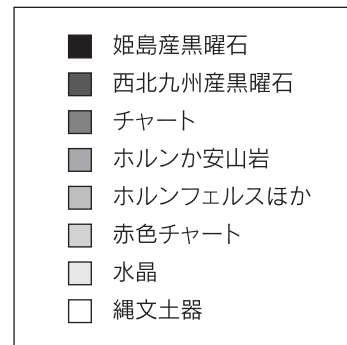 姫島産黒曜石
西北九州産黒曜石
チャート
ホルンか安山岩
ホルンフェルスほか
赤色チャート
水晶
縄文土器